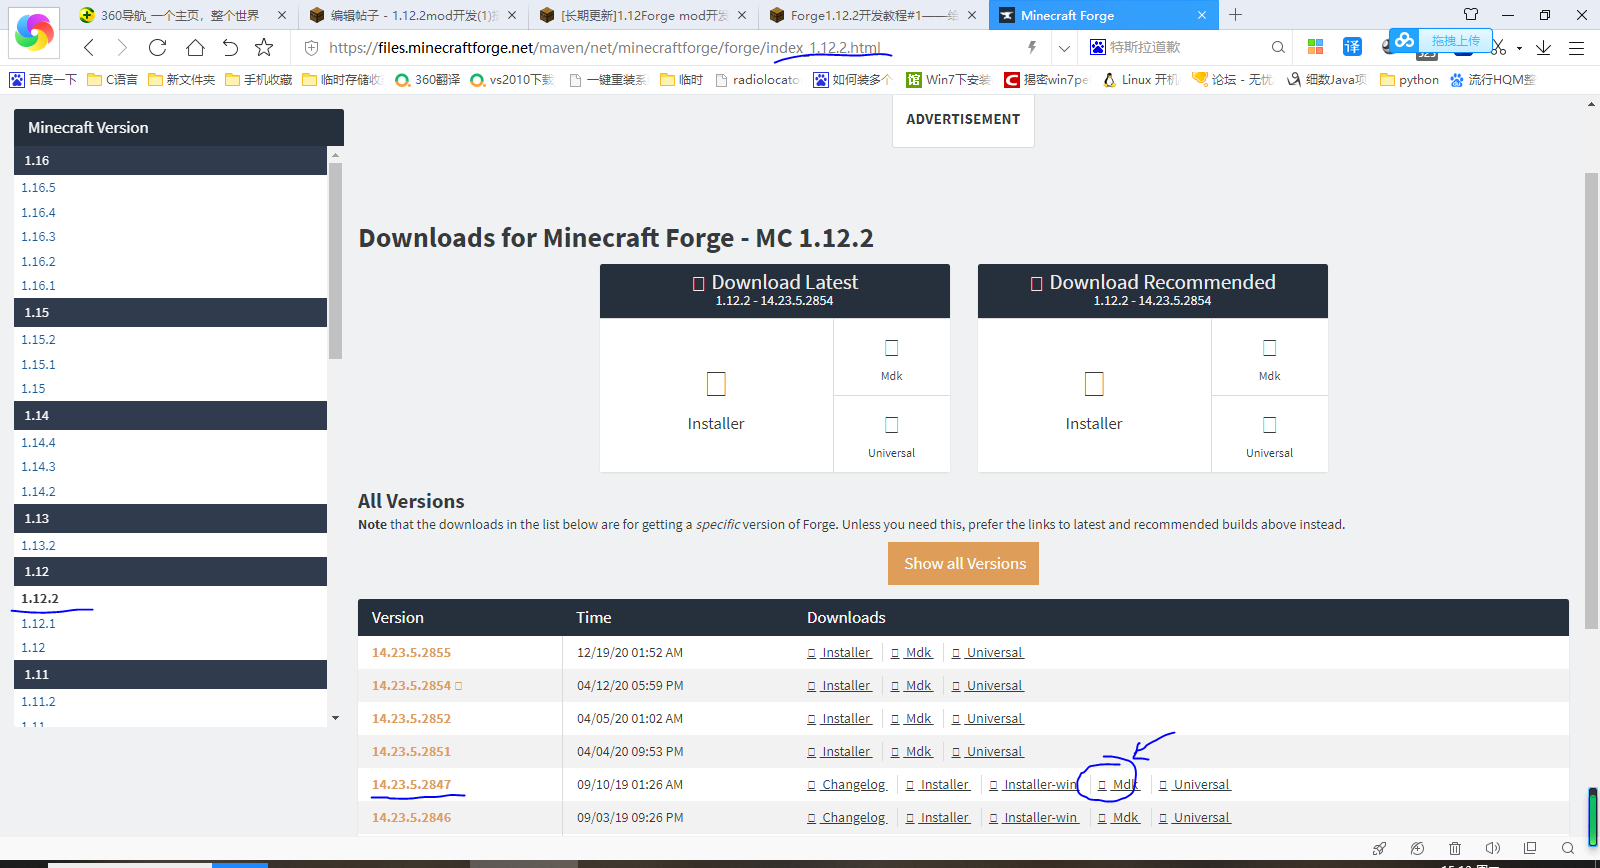 360导航_一个主页，整个世界
编辑帖子 - 1.12.2mod开发(1)
[长期更新]1.12Forge mod开发
Forge1.12.2开发教程#1——
Minecraft Forge
https://files.minecraftforge.net/maven/net/minecraftforge/forge/index_1.12.2.html
特斯拉道歉
译
拖拽上传
百度一下
C语言
新文件夹
手机收藏
临时存储收
360翻译
vs2010下载
一键重装系
临时
radiolocato
如何装多个
Win7下安装
揭密win7pe
Linux 开机
论坛 - 无忧
细数Java项
python
流行HQM整
Minecraft Version
1.16
1.16.5
1.16.4
1.16.3
1.16.2
1.16.1
1.15
1.15.2
1.15.1
1.15
1.14
1.14.4
1.14.3
1.14.2
1.13
1.13.2
1.12
1.12.2
1.12.1
1.12
1.11
1.11.2
1.11
ADVERTISEMENT
Downloads for Minecraft Forge - MC 1.12.2
Download Latest
1.12.2 - 14.23.5.2854
Installer
Mdk
Universal
Download Recommended
1.12.2 - 14.23.5.2854
Installer
Mdk
Universal
All Versions
Note that the downloads in the list below are for getting a specific version of Forge. Unless you need this, prefer the links to latest and recommended builds above instead.
Show all Versions
Version Time Downloads
14.23.5.2855 12/19/20 01:52 AM Installer Mdk Universal
14.23.5.2854 04/12/20 05:59 PM Installer Mdk Universal
14.23.5.2852 04/05/20 01:02 AM Installer Mdk Universal
14.23.5.2851 04/04/20 09:53 PM Installer Mdk Universal
14.23.5.2847 09/10/19 01:26 AM Changelog Installer Installer-win Mdk Universal
14.23.5.2846 09/03/19 09:26 PM Changelog Installer Installer-win Mdk Universal